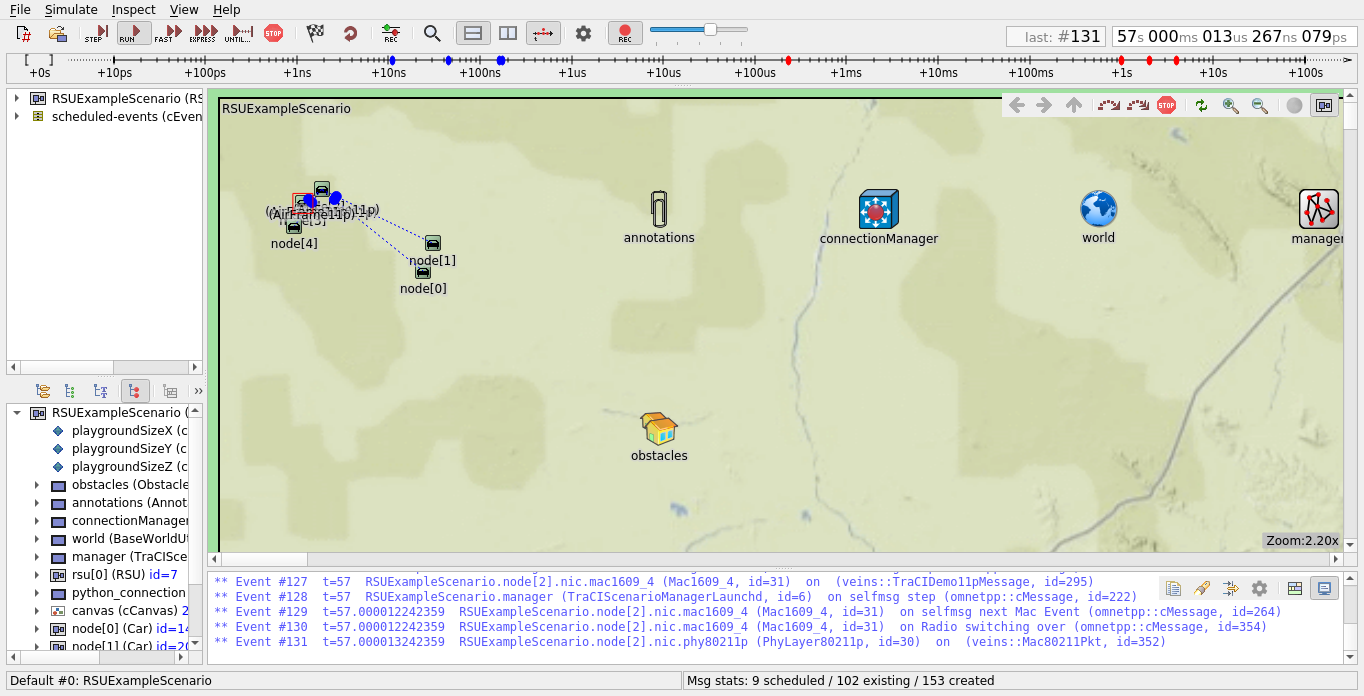 File Simulate Inspect View Help
STEP RUN FAST EXPRESS UNTIL... STOP REC REC
last: #131 57s 000ms 013us 267ns 079ps
+0s +10ps +100ps +1ns +10ns +100ns +1us +10us +100us +1ms +10ms +100ms +1s +10s +100s
RSUExampleScenario (RS
scheduled-events (cEven
RSUExampleScenario (
playgroundSizeX (c
playgroundSizeY (c
playgroundSizeZ (c
obstacles (Obstacle
annotations (Annot
connectionManager
world (BaseWorldUt
manager (TraCISce
rsu[0] (RSU) id=7
python_connection
canvas (cCanvas) 2
node[0] (Car) id=14
node[1] (Car) id=20
RSUExampleScenario
STOP
(AirFrame11p)
node[4]
node[1]
node[0]
annotations
connectionManager
world
manager
obstacles
Zoom:2.20x
** Event #127 t=57 RSUExampleScenario.node[2].nic.mac1609_4 (Mac1609_4, id=31) on (veins::TraCIDemo11pMessage, id=295)
** Event #128 t=57 RSUExampleScenario.manager (TraCIScenarioManagerLaunchd, id=6) on selfmsg step (omnetpp::cMessage, id=222)
** Event #129 t=57.000012242359 RSUExampleScenario.node[2].nic.mac1609_4 (Mac1609_4, id=31) on selfmsg next Mac Event (omnetpp::cMessage, id=264)
** Event #130 t=57.000012242359 RSUExampleScenario.node[2].nic.mac1609_4 (Mac1609_4, id=31) on Radio switching over (omnetpp::cMessage, id=354)
** Event #131 t=57.000013242359 RSUExampleScenario.node[2].nic.phy80211p (PhyLayer80211p, id=30) on (veins::Mac80211Pkt, id=352)
Default #0: RSUExampleScenario
Msg stats: 9 scheduled / 102 existing / 153 created